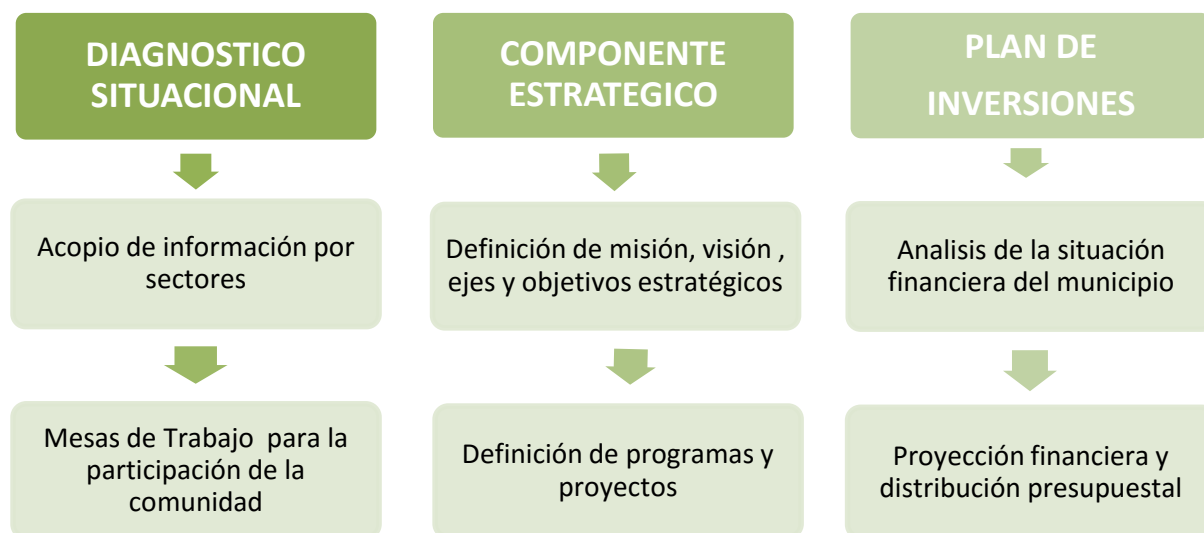 DIAGNOSTICO
SITUACIONAL
Acopio de información por
sectores
Mesas de Trabajo para la
participación de la
comunidad
COMPONENTE
ESTRATEGICO
Definición de misión, visión ,
ejes y objetivos estratégicos
Definición de programas y
proyectos
PLAN DE
INVERSIONES
Analisis de la situación
financiera del municipio
Proyección financiera y
distribución presupuestal